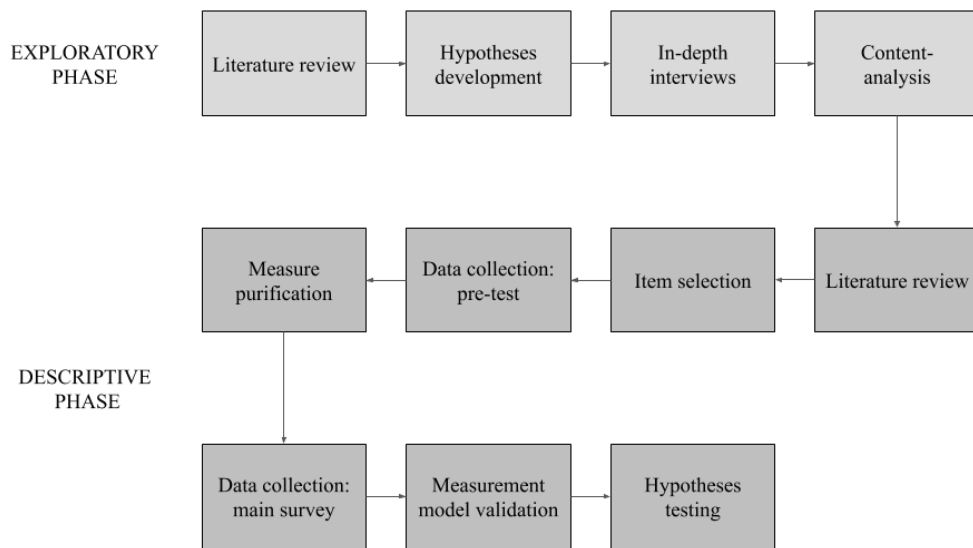 EXPLORATORY
PHASE
Literature review
Hypotheses
development
In-depth
interviews
Content-
analysis
Measure
purification
Data collection:
pre-test
Item selection
Literature review
DESCRIPTIVE
PHASE
Data collection:
main survey
Measurement
model validation
Hypotheses
testing